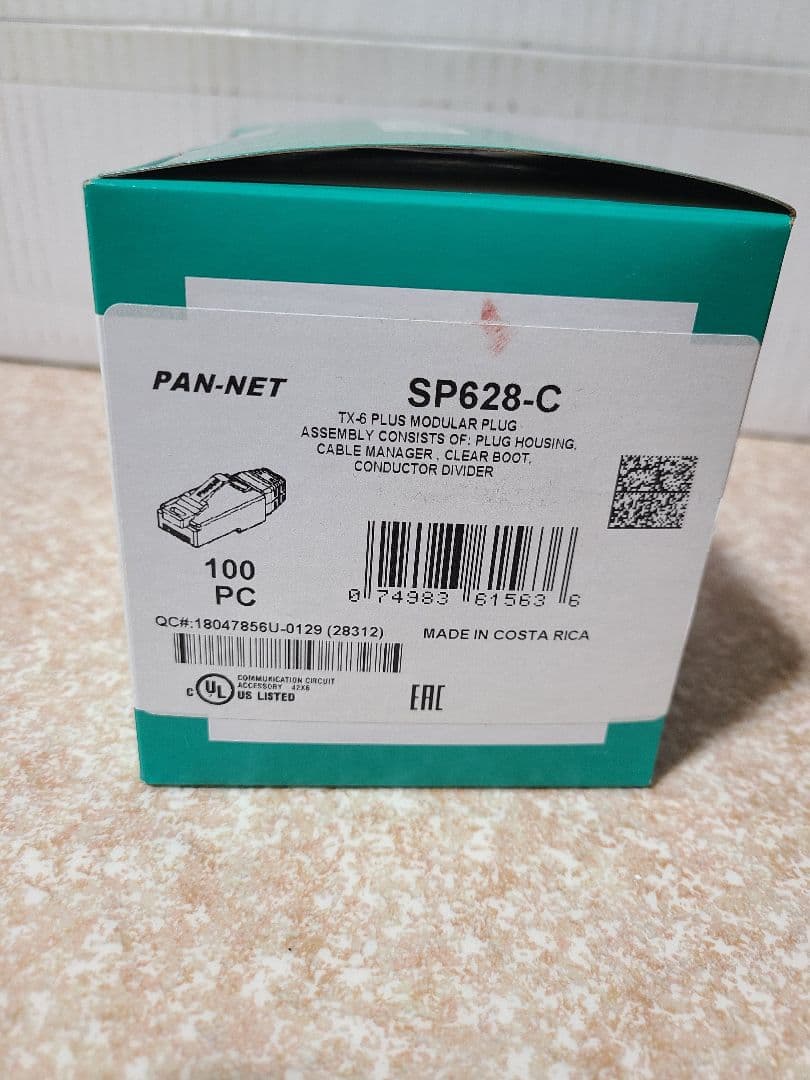 PAN-NET
SP628-C
TX-6 PLUS MODULAR PLUG
ASSEMBLY CONSISTS OF: PLUG HOUSING,
CABLE MANAGER , CLEAR BOOT,
CONDUCTOR DIVIDER
100
PC
0 74983 61563 6
QC#:18047856U-0129 (28312)
MADE IN COSTA RICA
C UL US LISTED
COMMUNICATION CIRCUIT
ACCESSORY 42X6
EAC